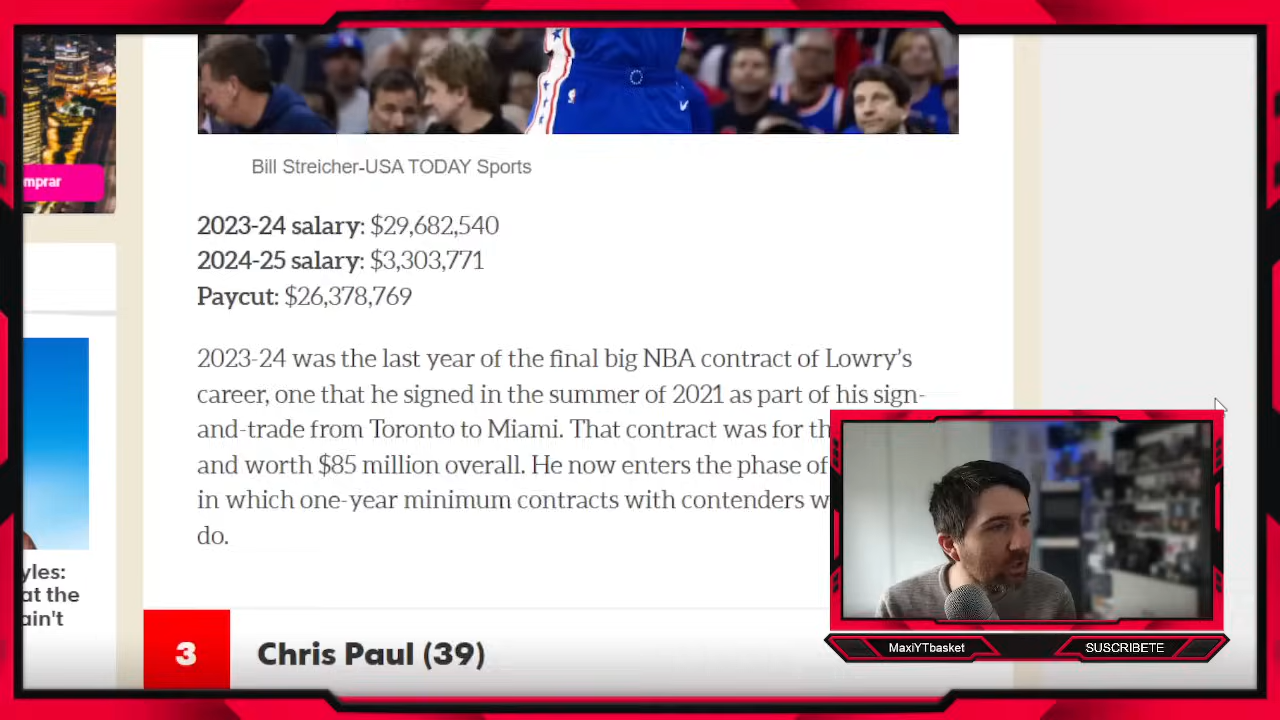 mprar
Bill Streicher-USA TODAY Sports
2023-24 salary: $29,682,540
2024-25 salary: $3,303,771
Paycut: $26,378,769
2023-24 was the last year of the final big NBA contract of Lowry's
career, one that he signed in the summer of 2021 as part of his sign-
and-trade from Toronto to Miami. That contract was for th
and worth $85 million overall. He now enters the phase of
in which one-year minimum contracts with contenders w
do.
yles:
at the
ain't
3 Chris Paul (39)
MaxiYTbasket
SUSCRIBETE